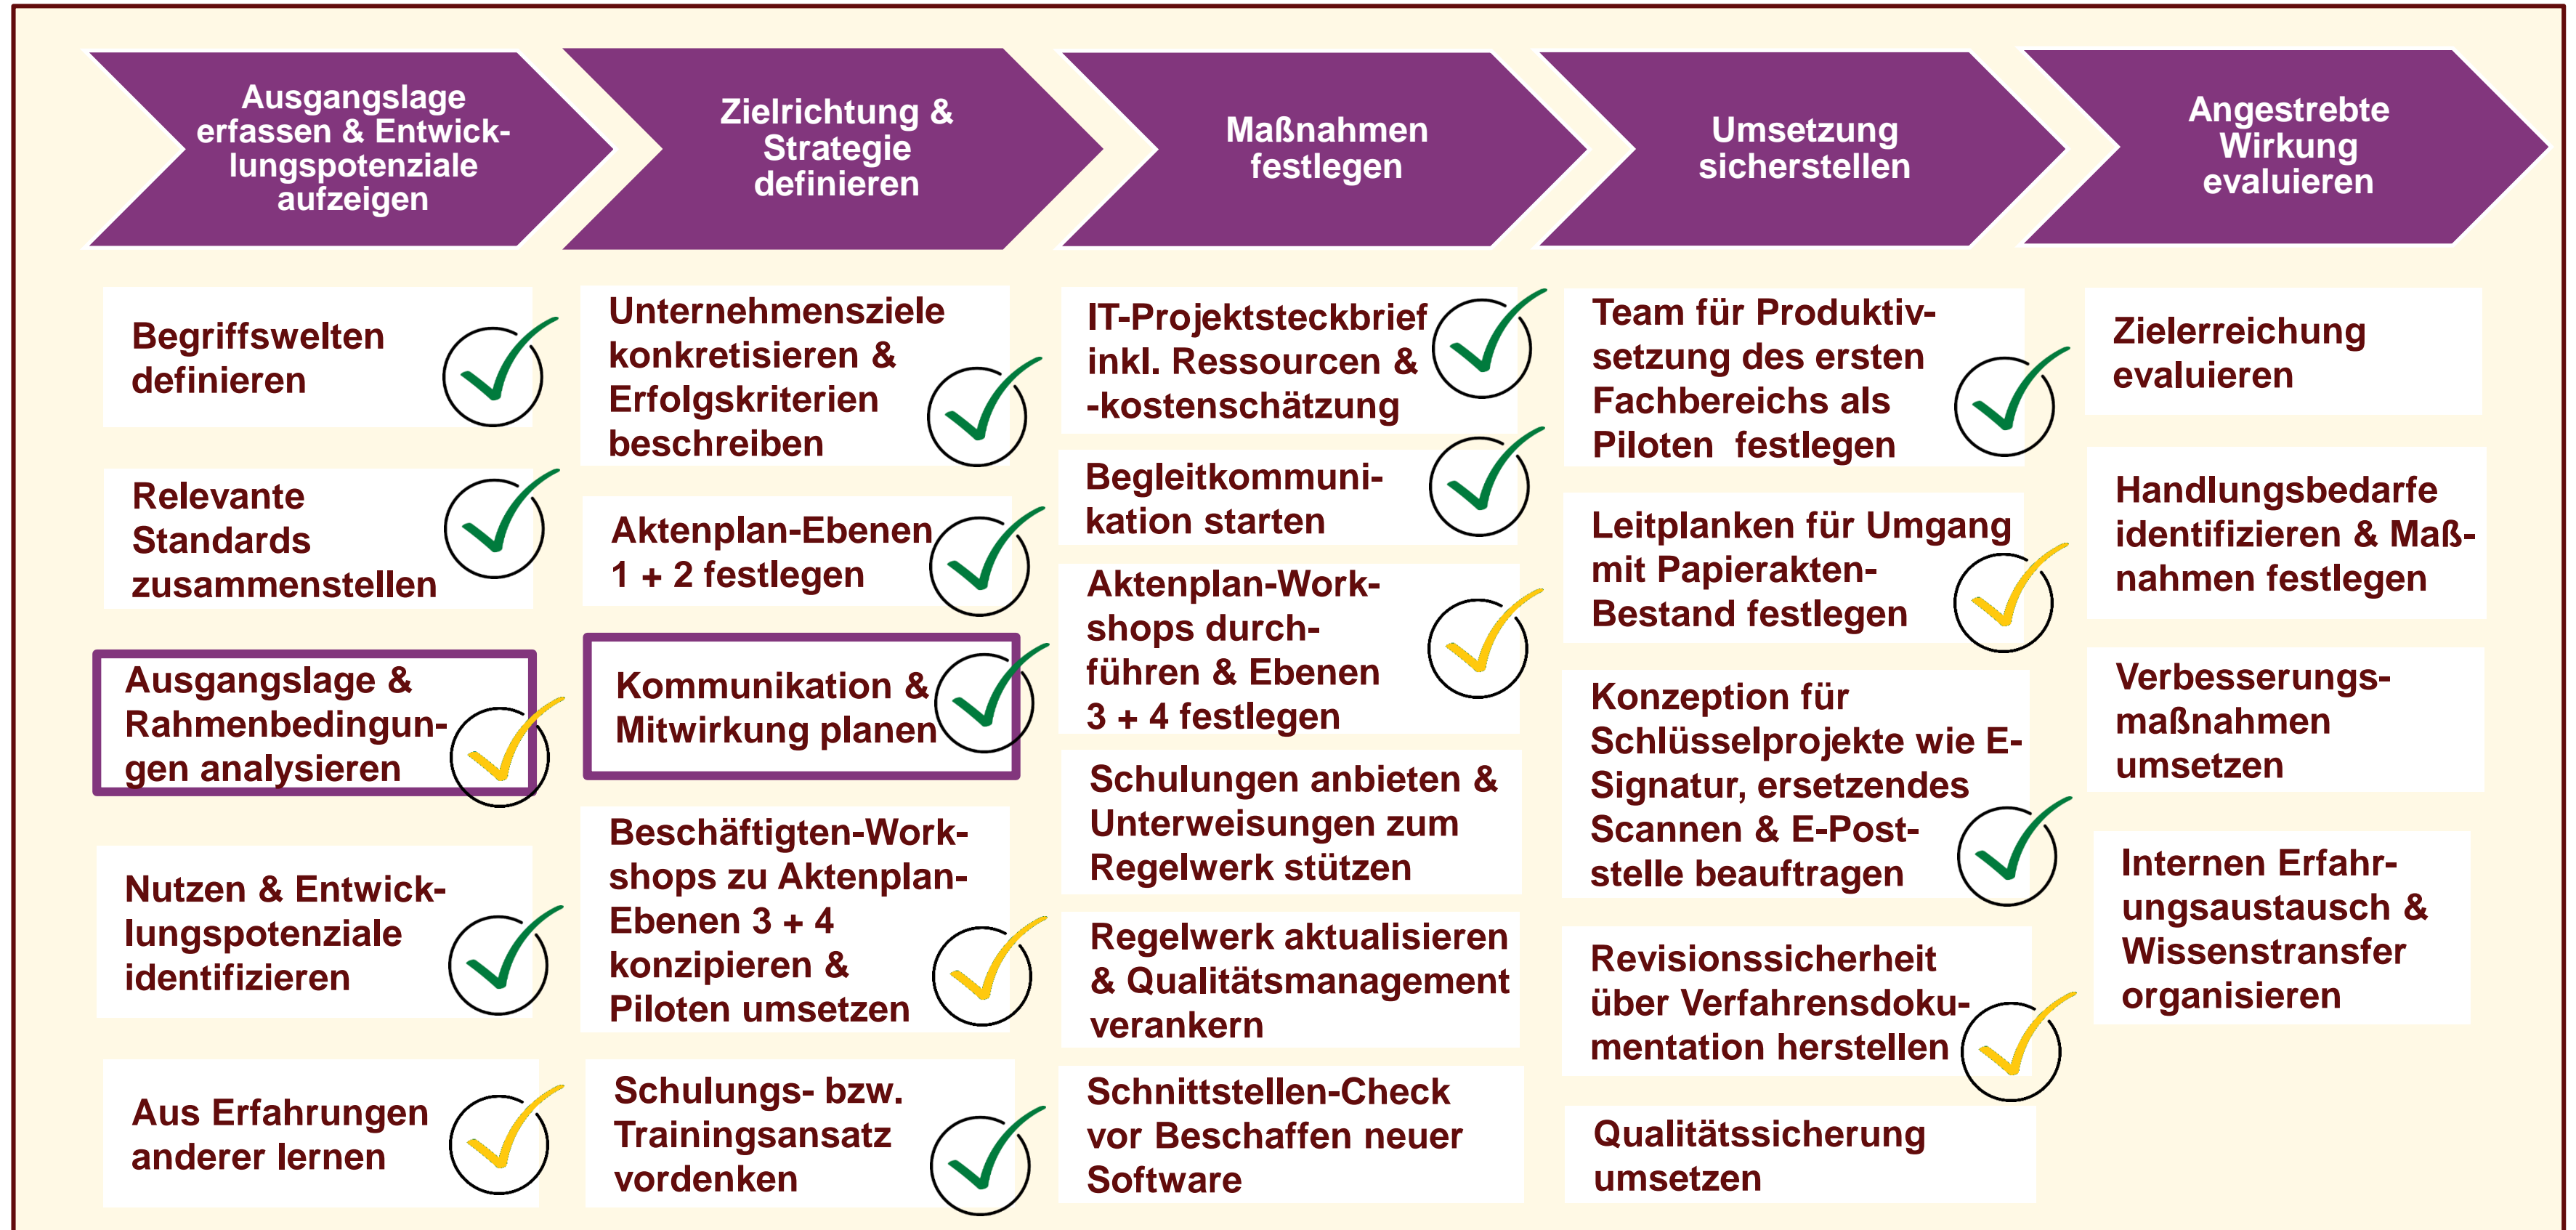 Ausgangslage
erfassen & Entwick-
lungspotenziale
aufzeigen
Zielrichtung &
Strategie
definieren
Maßnahmen
festlegen
Umsetzung
sicherstellen
Angestrebte
Wirkung
evaluieren
Begriffswelten
definieren
Relevante
Standards
zusammenstellen
Ausgangslage &
Rahmenbedingun-
gen analysieren
Nutzen & Entwick-
lungspotenziale
identifizieren
Aus Erfahrungen
anderer lernen
Unternehmensziele
konkretisieren &
Erfolgskriterien
beschreiben
Aktenplan-Ebenen
1 + 2 festlegen
Kommunikation &
Mitwirkung planen
Beschäftigten-Work-
shops zu Aktenplan-
Ebenen 3 + 4
konzipieren &
Piloten umsetzen
Schulungs- bzw.
Trainingsansatz
vordenken
IT-Projektsteckbrief
inkl. Ressourcen &
-kostenschätzung
Begleitkommuni-
kation starten
Aktenplan-Work-
shops durch-
führen & Ebenen
3 + 4 festlegen
Schulungen anbieten &
Unterweisungen zum
Regelwerk stützen
Regelwerk aktualisieren
& Qualitätsmanagement
verankern
Schnittstellen-Check
vor Beschaffen neuer
Software
Team für Produktiv-
setzung des ersten
Fachbereichs als
Piloten festlegen
Leitplanken für Umgang
mit Papierakten-
Bestand festlegen
Konzeption für
Schlüsselprojekte wie E-
Signatur, ersetzendes
Scannen & E-Post-
stelle beauftragen
Revisionssicherheit
über Verfahrensdoku-
mentation herstellen
Qualitätssicherung
umsetzen
Zielerreichung
evaluieren
Handlungsbedarfe
identifizieren & Maß-
nahmen festlegen
Verbesserungs-
maßnahmen
umsetzen
Internen Erfahr-
ungsaustausch &
Wissenstransfer
organisieren